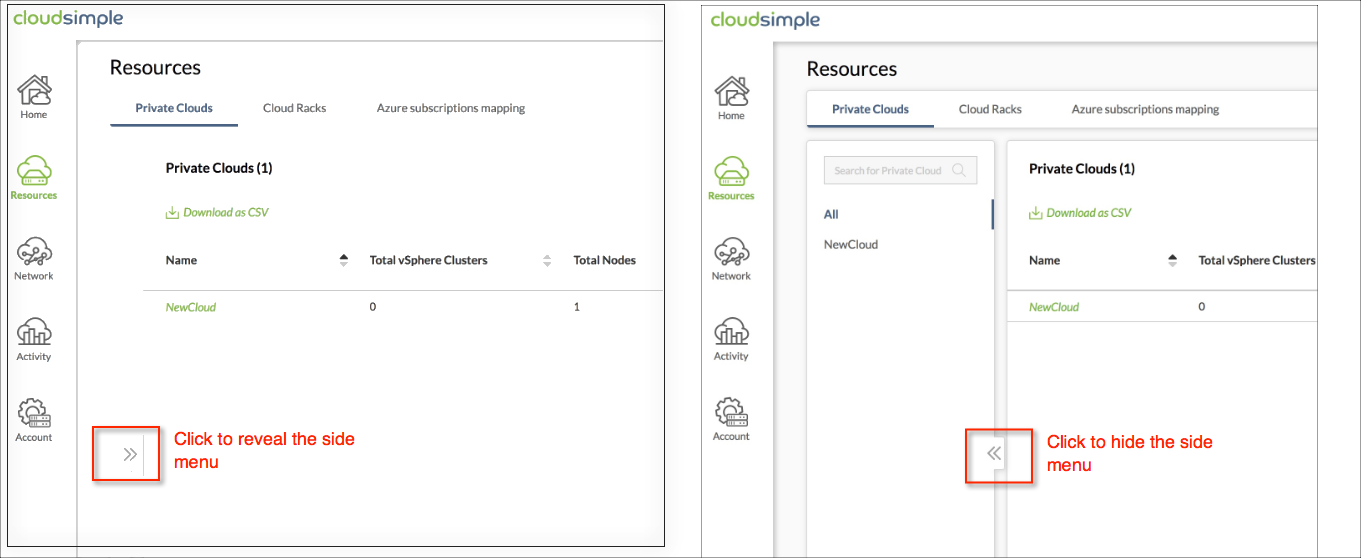 cloudsimple
Resources
Private Clouds Cloud Racks Azure subscriptions mapping
Home
Resources
Network
Activity
Account
Private Clouds (1)
Download as CSV
Name Total vSphere Clusters Total Nodes
NewCloud 0 1
Click to reveal the side
menu
cloudsimple
Resources
Private Clouds Cloud Racks Azure subscriptions mapping
Home
Resources
Network
Activity
Account
Search for Private Cloud
All
NewCloud
Private Clouds (1)
Download as CSV
Name Total vSphere Clusters
NewCloud 0
Click to hide the side
menu